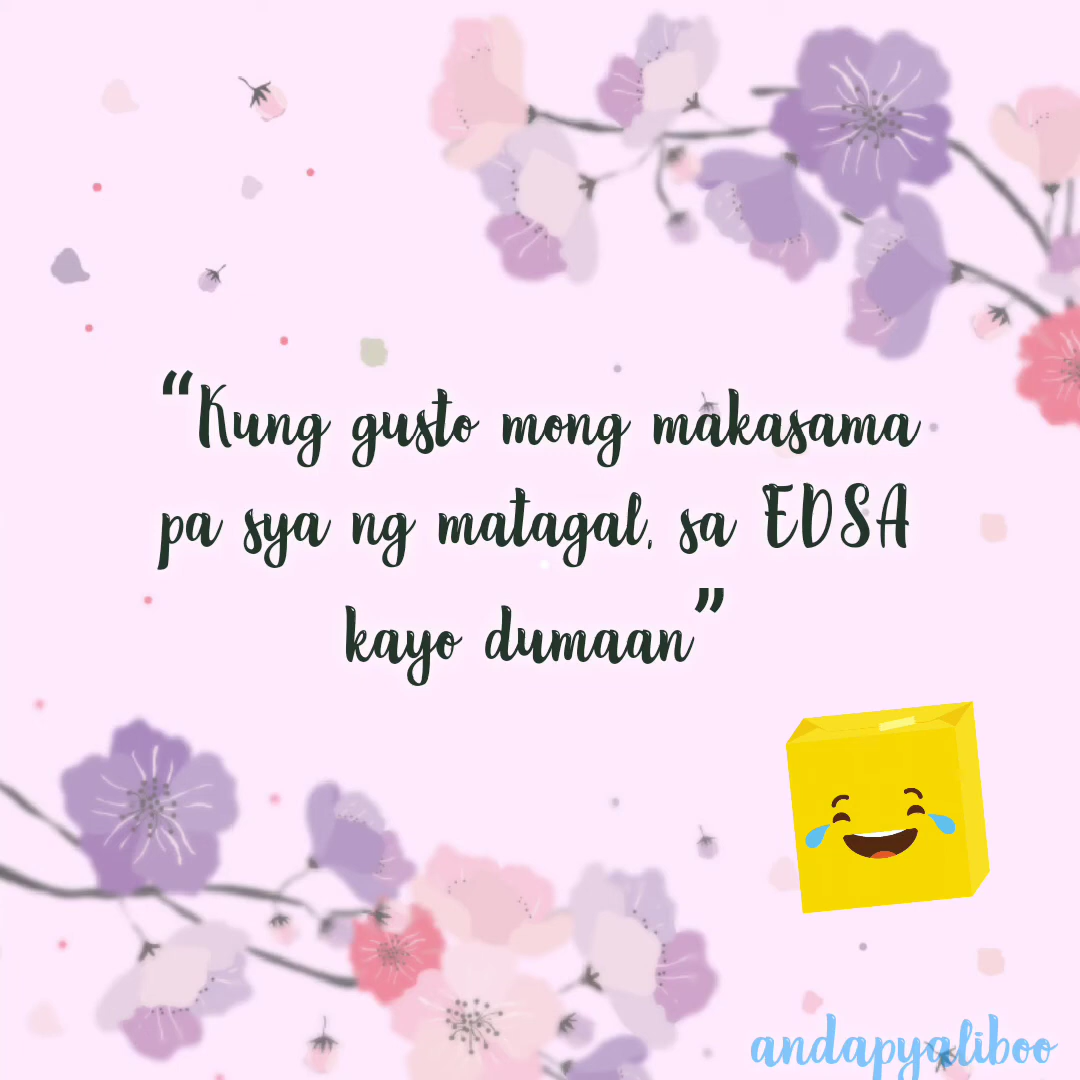 “Kung gusto mong makasama
pa sya ng matagal, sa EDSA
kayo dumaan”
andapyaliboo